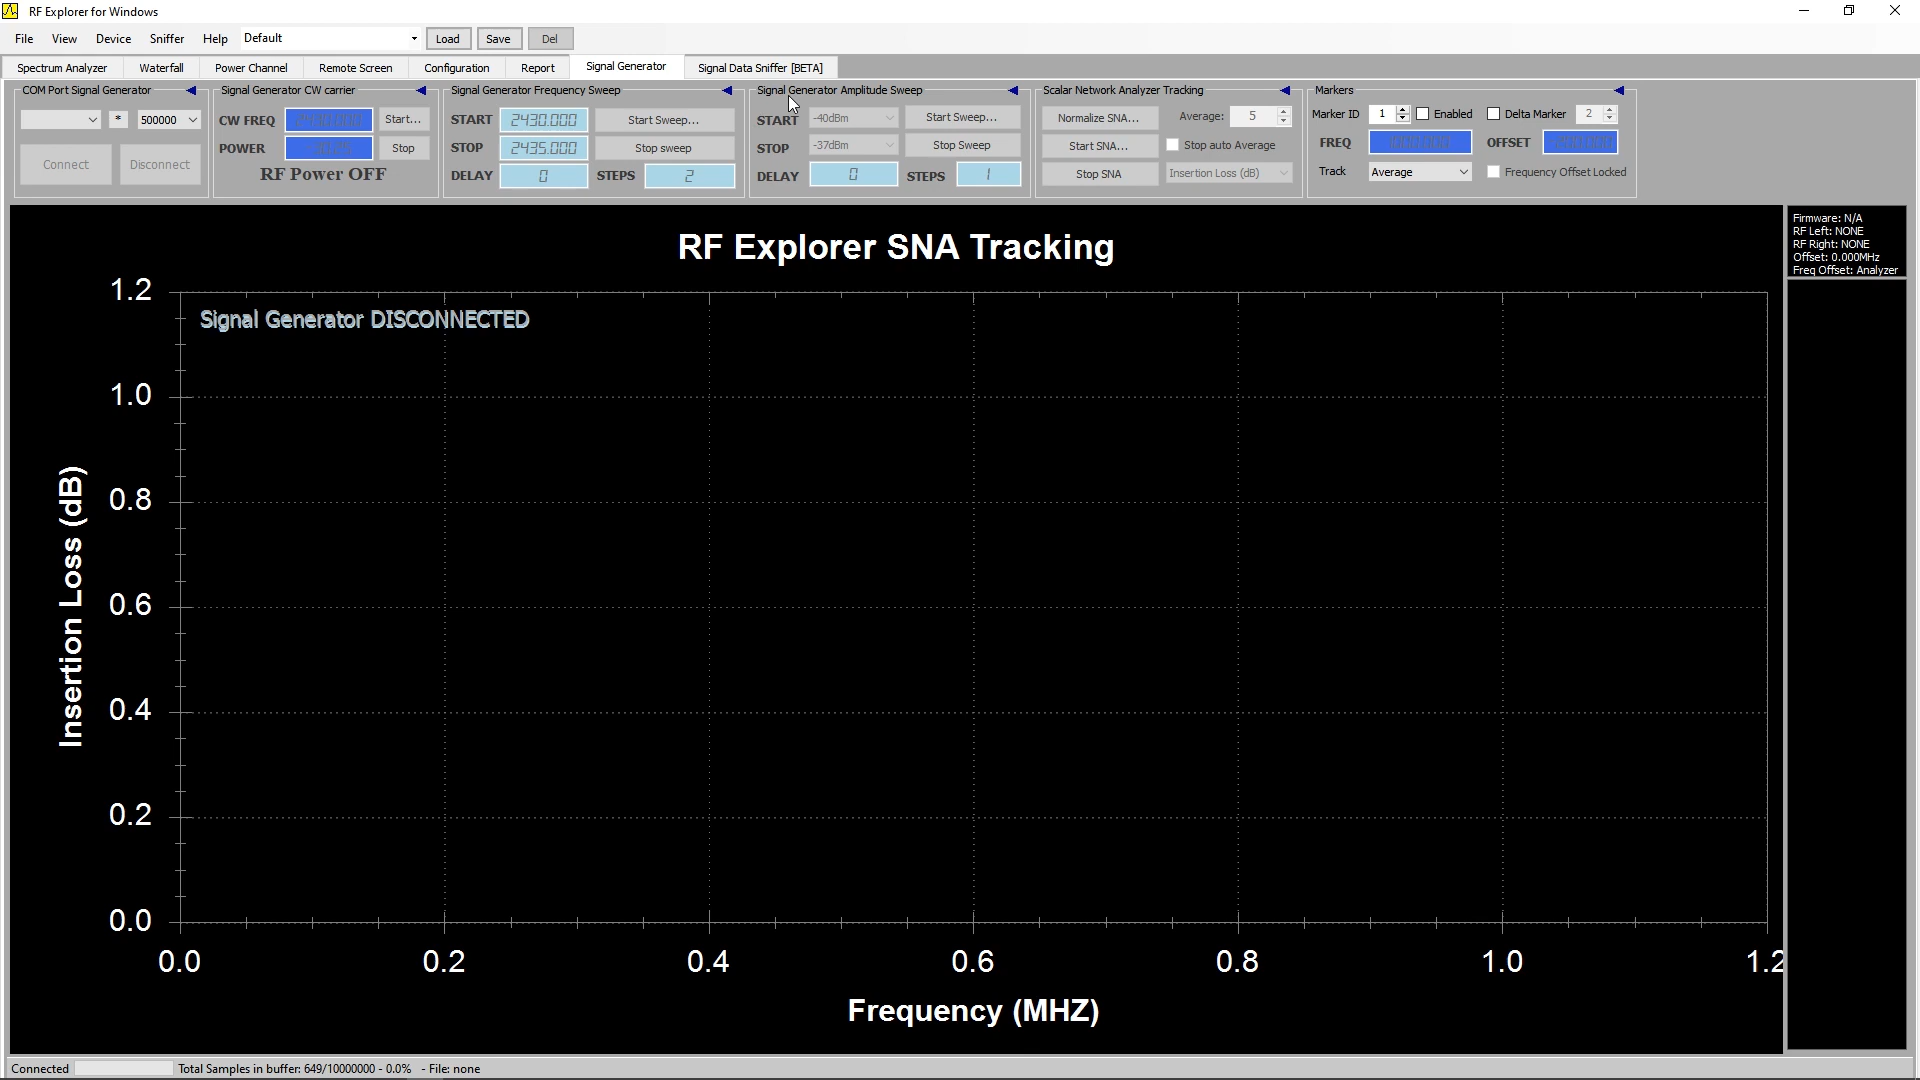 RF Explorer for Windows
File View Device Sniffer Help Default Load Save Del
Spectrum Analyzer Waterfall Power Channel Remote Screen Configuration Report Signal Generator Signal Data Sniffer [BETA]
COM Port Signal Generator
* 500000
Connect Disconnect
Signal Generator CW carrier
CW FREQ Start...
POWER Stop
RF Power OFF
Signal Generator Frequency Sweep
START 2430.000 Start Sweep...
STOP 2435.000 Stop sweep
DELAY 0 STEPS 2
Signal Generator Amplitude Sweep
START -40dBm Start Sweep...
STOP -37dBm Stop Sweep
DELAY 0 STEPS 1
Scalar Network Analyzer Tracking
Normalize SNA... Average: 5
Start SNA... Stop auto Average
Stop SNA Insertion Loss (dB)
Markers
Marker ID 1 Enabled Delta Marker 2
FREQ OFFSET
Track Average Frequency Offset Locked
RF Explorer SNA Tracking
Signal Generator DISCONNECTED
Insertion Loss (dB)
1.2
1.0
0.8
0.6
0.4
0.2
0.0
0.0 0.2 0.4 0.6 0.8 1.0 1.2
Frequency (MHZ)
Firmware: N/A
RF Left: NONE
RF Right: NONE
Offset: 0.000MHz
Freq Offset: Analyzer
Connected Total Samples in buffer: 649/10000000 - 0.0% - File: none